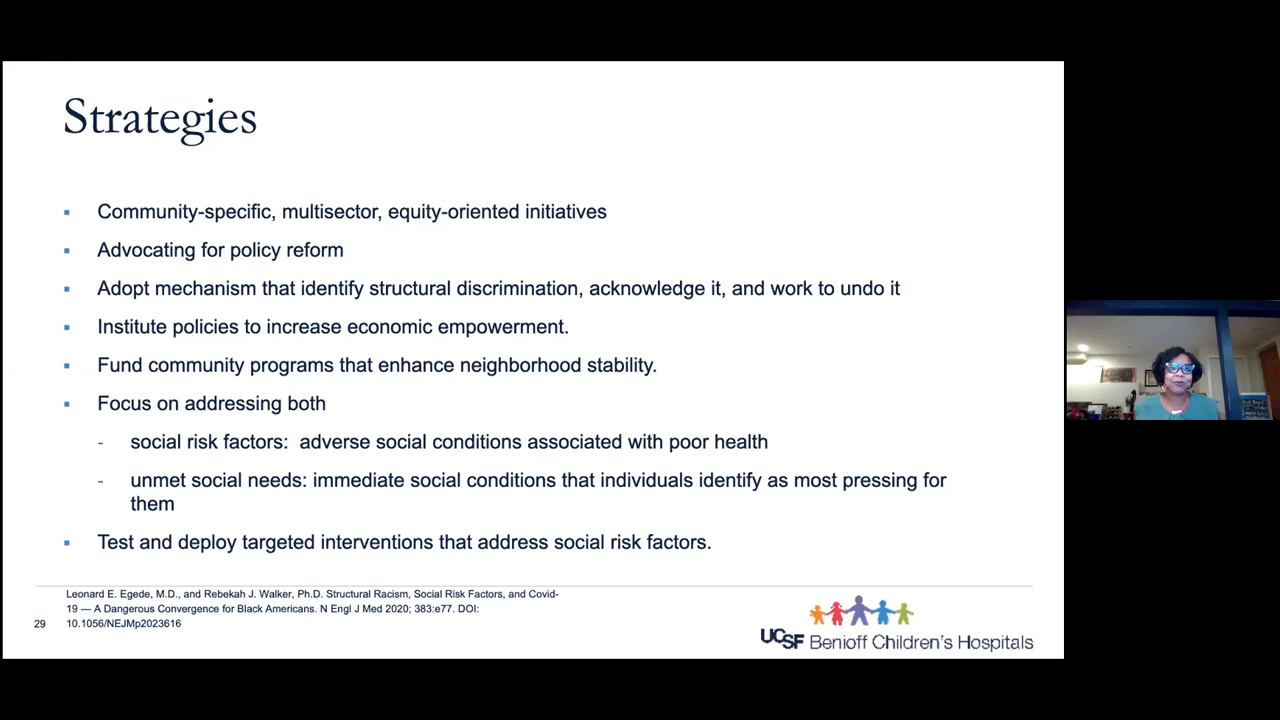 Strategies
Community-specific, multisector, equity-oriented initiatives
Advocating for policy reform
Adopt mechanism that identify structural discrimination, acknowledge it, and work to undo it
Institute policies to increase economic empowerment.
Fund community programs that enhance neighborhood stability.
Focus on addressing both
- social risk factors: adverse social conditions associated with poor health
- unmet social needs: immediate social conditions that individuals identify as most pressing for
them
Test and deploy targeted interventions that address social risk factors.
Leonard E. Egede, M.D., and Rebekah J. Walker, Ph.D. Structural Racism, Social Risk Factors, and Covid-
19 — A Dangerous Convergence for Black Americans. N Engl J Med 2020; 383:e77. DOI:
10.1056/NEJMp2023616
29
UCSF Benioff Children's Hospitals